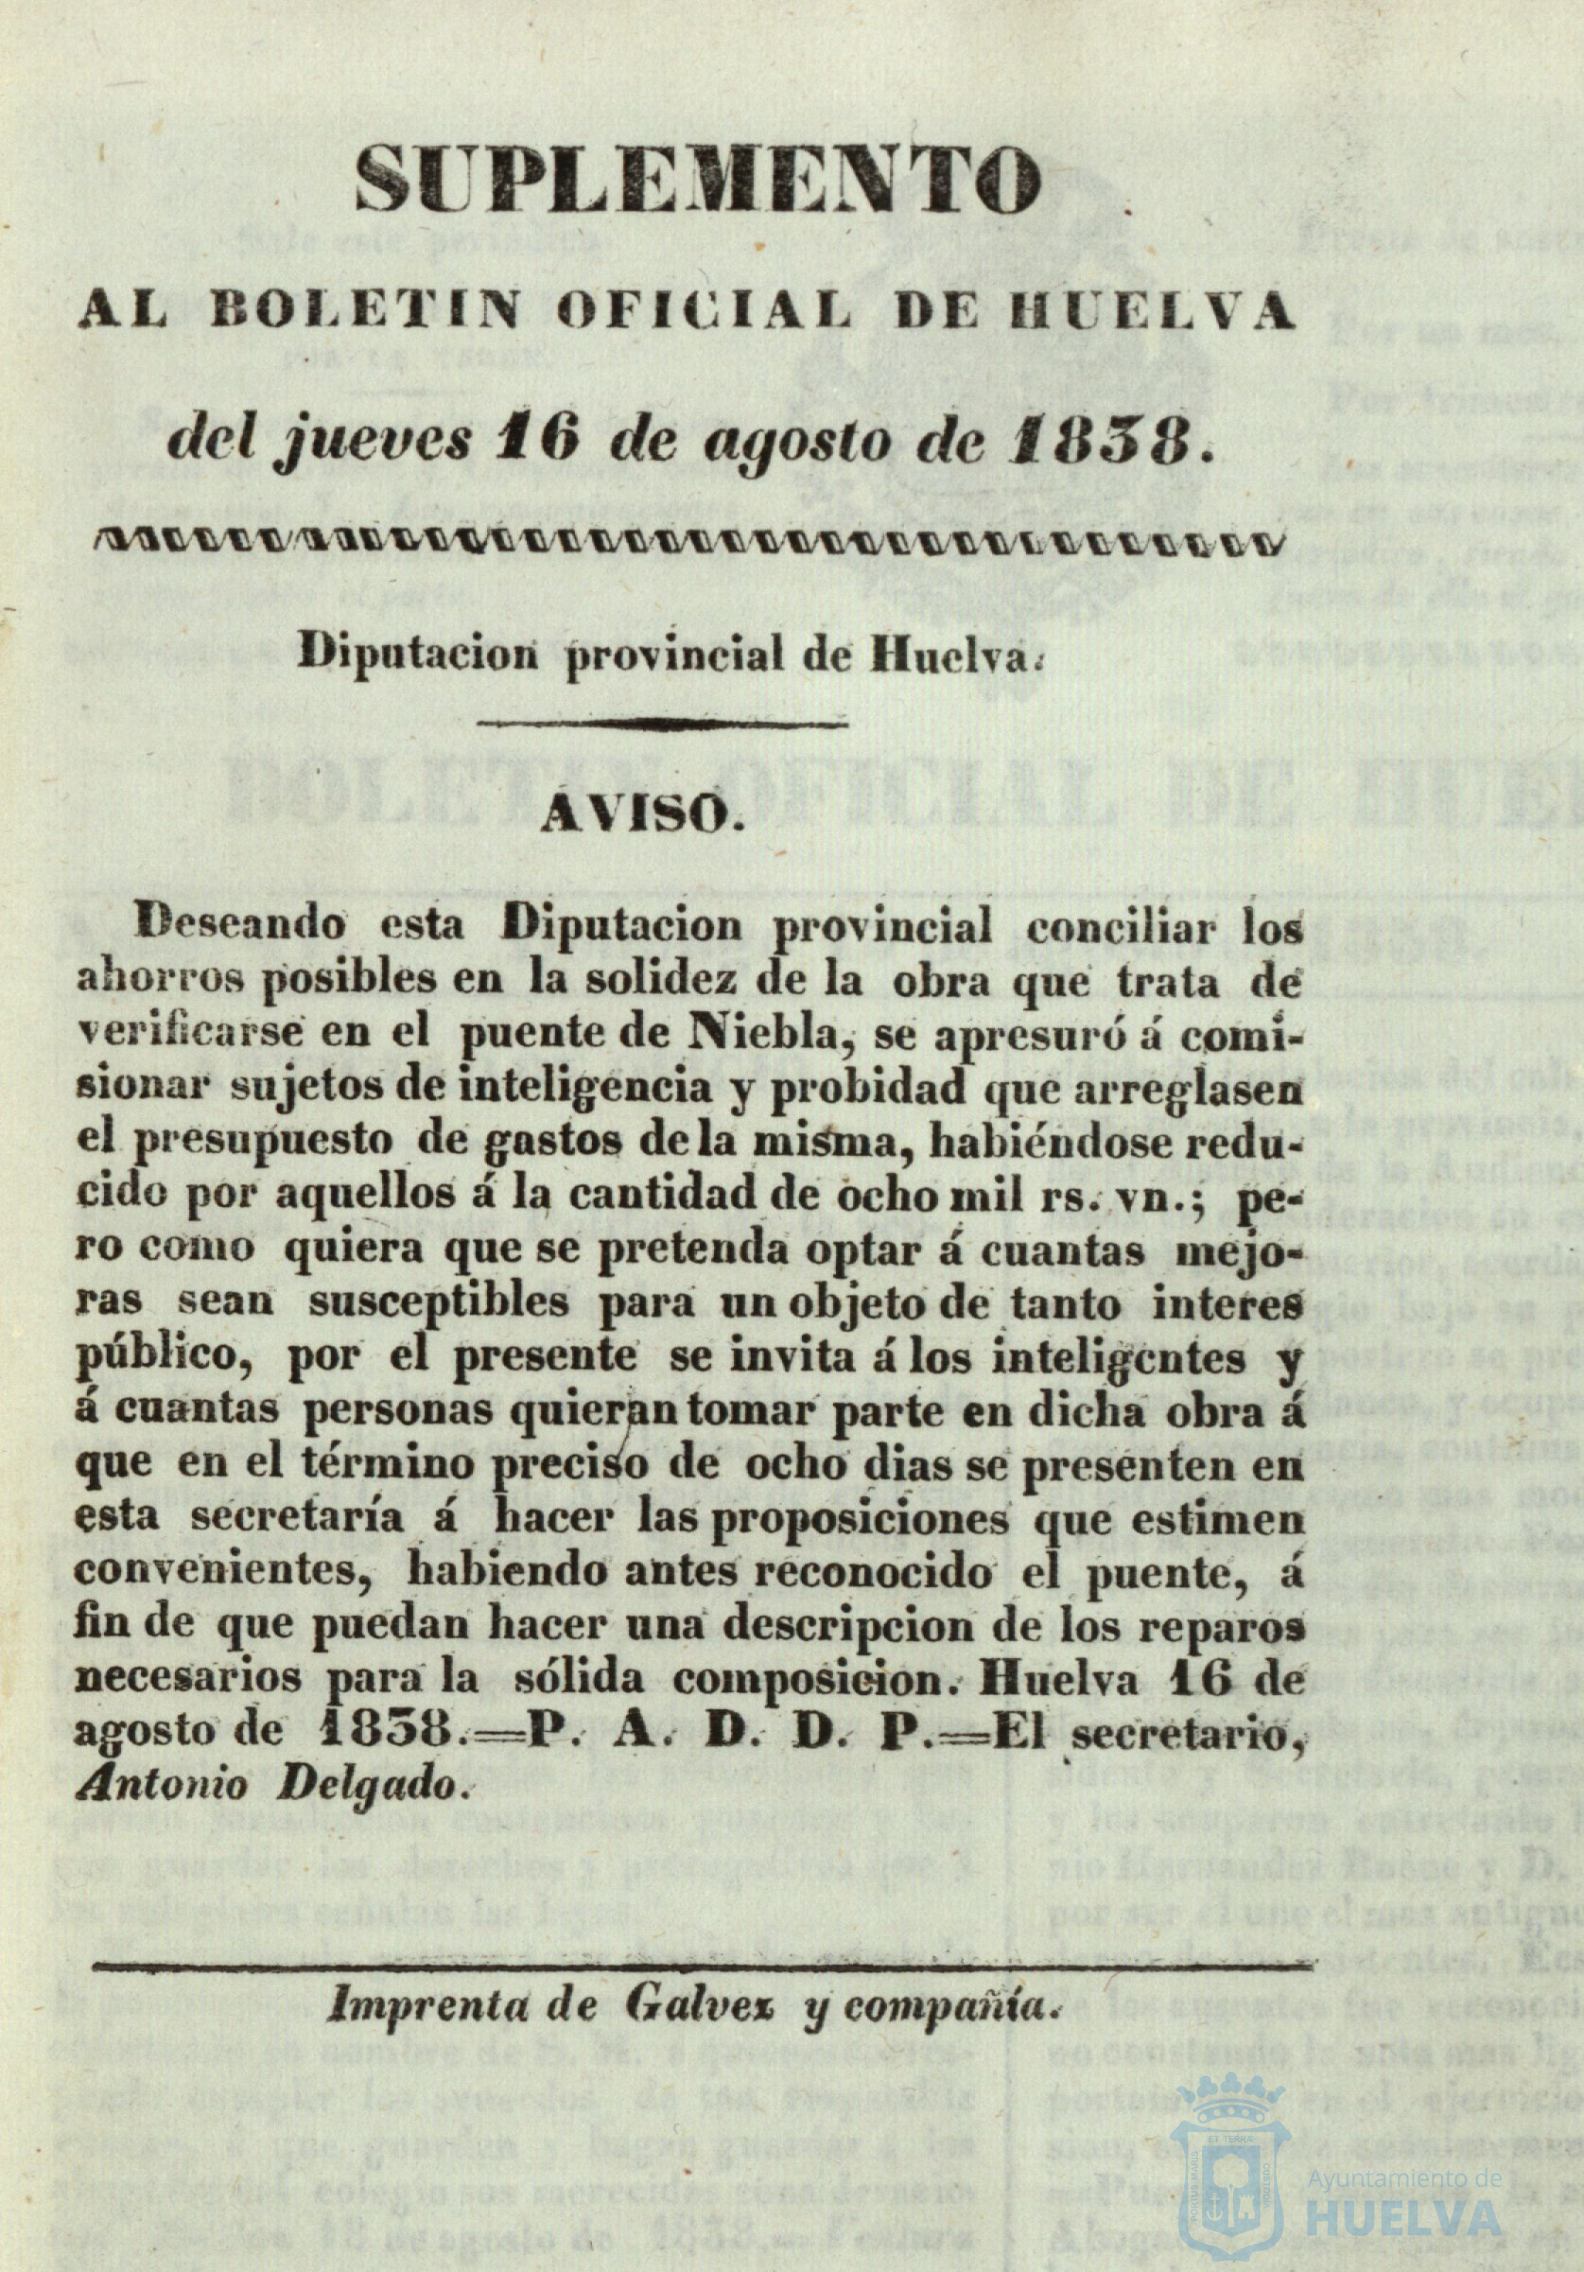 SUPLEMENTO
AL BOLETIN OFICIAL DE HUELVA
del jueves 16 de agosto de 1838.
Diputacion provincial de Huelva.
AVISO.
Deseando esta Diputacion provincial conciliar los
ahorros posibles en la solidez de la obra que trata de
verificarse en el puente de Niebla, se apresuró á comi-
sionar sujetos de inteligencia y probidad que arreglasen
el presupuesto de gastos de la misma, habiéndose redu-
cido por aquellos á la cantidad de ocho mil rs. vn.; pe-
ro como quiera que se pretenda optar á cuantas mejo-
ras sean susceptibles para un objeto de tanto interes
público, por el presente se invita á los inteligentes y
á cuantas personas quieran tomar parte en dicha obra á
que en el término preciso de ocho dias se presenten en
esta secretaría á hacer las proposiciones que estimen
convenientes, habiendo antes reconocido el puente, á
fin de que puedan hacer una descripcion de los reparos
necesarios para la sólida composicion. Huelva 16 de
agosto de 1838.=P. A. D. D. P.=El secretario,
Antonio Delgado.
Imprenta de Galvez y compañía.
Ayuntamiento de
HUELVA